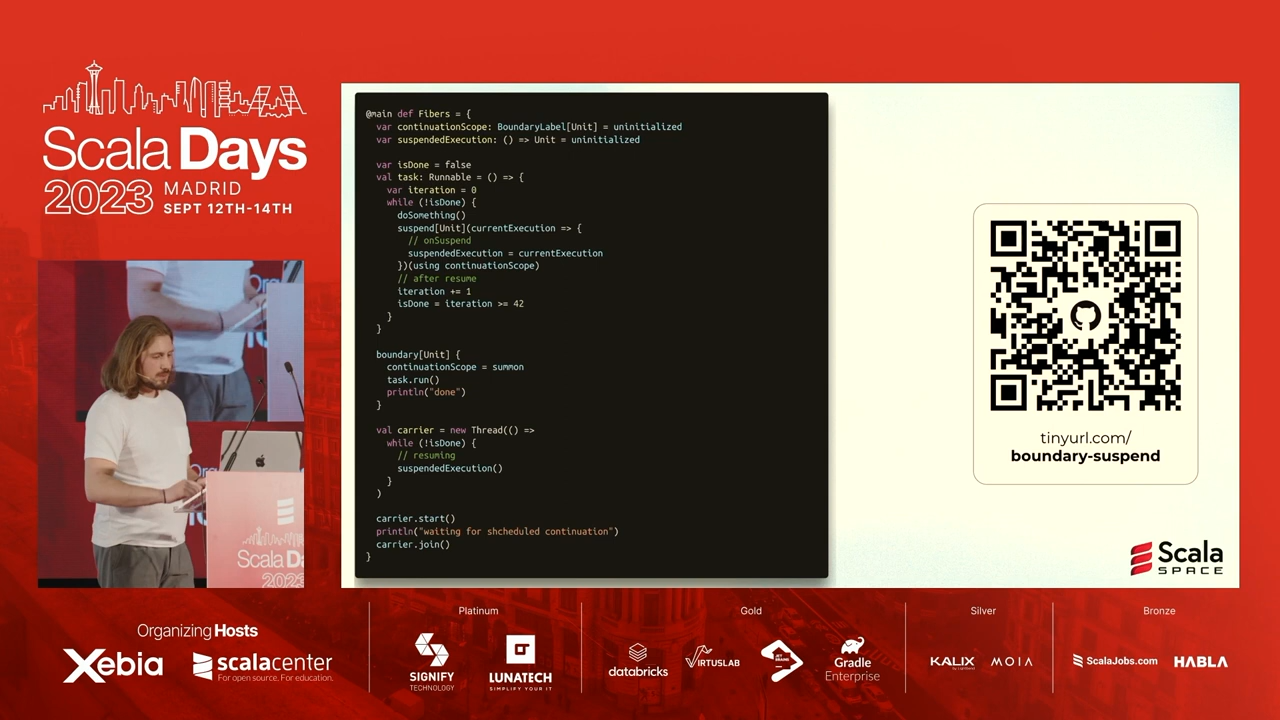 Scala Days
2023 MADRID
SEPT 12TH-14TH
@main def Fibers = {
  var continuationScope: BoundaryLabel[Unit] = uninitialized
  var suspendedExecution: () => Unit = uninitialized
  var isDone = false
  val task: Runnable = () => {
    var iteration = 0
    while (!isDone) {
      doSomething()
      suspend[Unit](currentExecution => {
        // onSuspend
        suspendedExecution = currentExecution
      })(using continuationScope)
      // after resume
      iteration += 1
      isDone = iteration >= 42
    }
  }
  boundary[Unit] {
    continuationScope = summon
    task.run()
    println("done")
  }
  val carrier = new Thread(() =>
    while (!isDone) {
      // resuming
      suspendedExecution()
    }
  )
  carrier.start()
  println("waiting for shcheduled continuation")
  carrier.join()
}
tinyurl.com/
boundary-suspend
Scala
SPACE
Scala Da
2023
Organizing Hosts
Xebia
scalacenter
For open source. For education.
Platinum
SIGNIFY
TECHNOLOGY
LUNATECH
SIMPLIFY YOUR IT
Gold
databricks
VIRTUSLAB
JET
BRAINS
Gradle
Enterprise
Silver
KALIX
MOIA
Bronze
ScalaJobs.com
HABLA